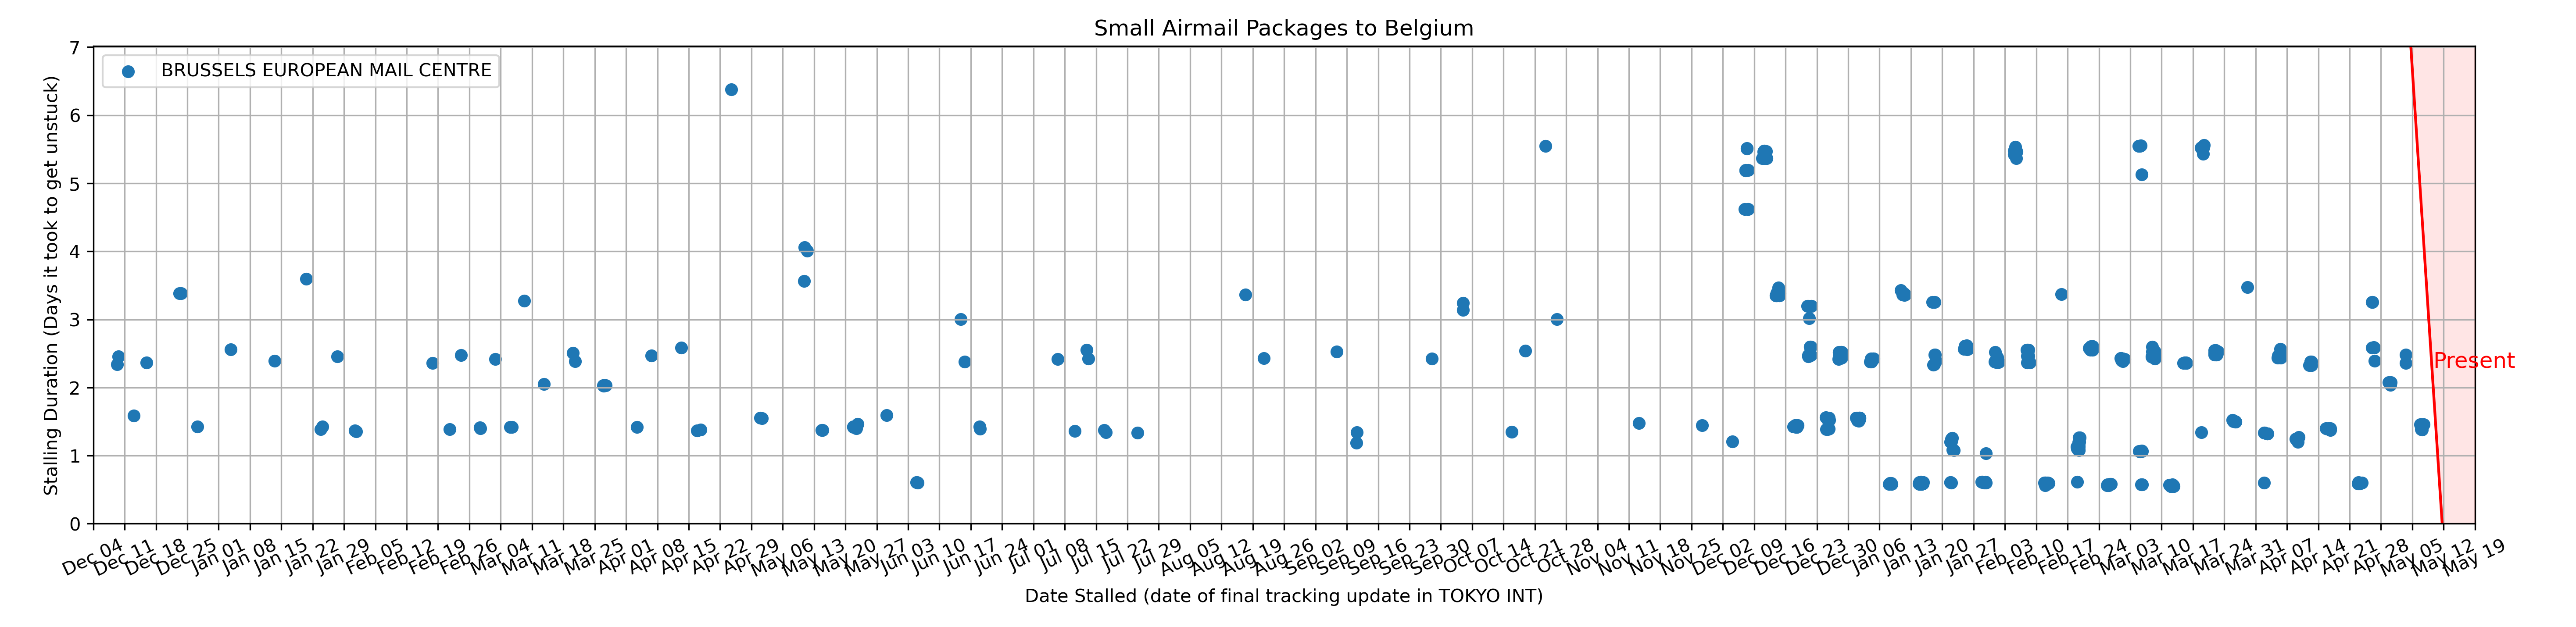 Small Airmail Packages to Belgium
BRUSSELS EUROPEAN MAIL CENTRE
Stalling Duration (Days it took to get unstuck)
7
6
5
4
3
2
1
0
Present
Dec 04 Dec 11 Dec 18 Dec 25 Jan 01 Jan 08 Jan 15 Jan 22 Jan 29 Feb 05 Feb 12 Feb 19 Feb 26 Mar 04 Mar 11 Mar 18 Mar 25 Apr 01 Apr 08 Apr 15 Apr 22 Apr 29 May 06 May 13 May 20 May 27 Jun 03 Jun 10 Jun 17 Jun 24 Jul 01 Jul 08 Jul 15 Jul 22 Jul 29 Aug 05 Aug 12 Aug 19 Aug 26 Sep 02 Sep 09 Sep 16 Sep 23 Sep 30 Oct 07 Oct 14 Oct 21 Oct 28 Nov 04 Nov 11 Nov 18 Nov 25 Dec 02 Dec 09 Dec 16 Dec 23 Dec 30 Jan 06 Jan 13 Jan 20 Jan 27 Feb 03 Feb 10 Feb 17 Feb 24 Mar 03 Mar 10 Mar 17 Mar 24 Mar 31 Apr 07 Apr 14 Apr 21 Apr 28 May 05 May 12 May 19
Date Stalled (date of final tracking update in TOKYO INT)